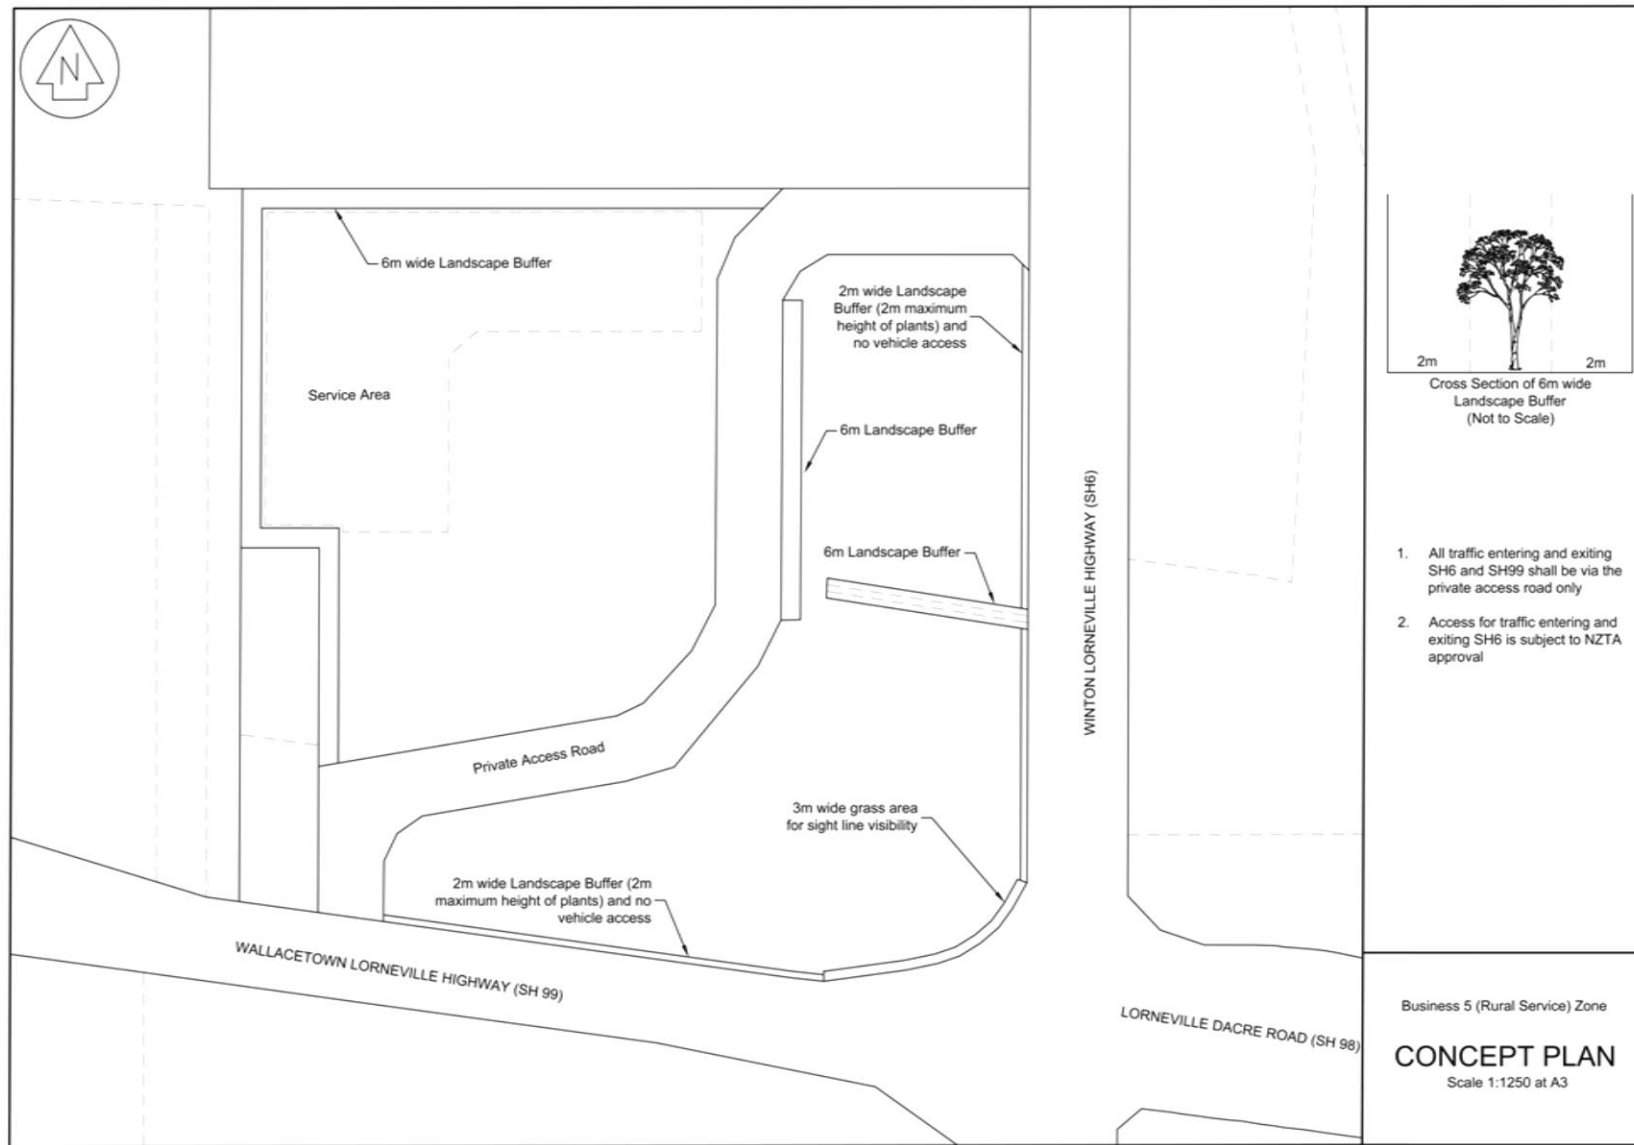 N
6m wide Landscape Buffer
2m wide Landscape
Buffer (2m maximum
height of plants) and
no vehicle access
Service Area
6m Landscape Buffer
6m Landscape Buffer
WINTON LORNEVILLE HIGHWAY (SH6)
Private Access Road
3m wide grass area
for sight line visibility
2m wide Landscape Buffer (2m
maximum height of plants) and no
vehicle access
WALLACETOWN LORNEVILLE HIGHWAY (SH 99)
LORNEVILLE DACRE ROAD (SH 98)
2m
2m
Cross Section of 6m wide
Landscape Buffer
(Not to Scale)
1. All traffic entering and exiting
SH6 and SH99 shall be via the
private access road only
2. Access for traffic entering and
exiting SH6 is subject to NZTA
approval
Business 5 (Rural Service) Zone
CONCEPT PLAN
Scale 1:1250 at A3